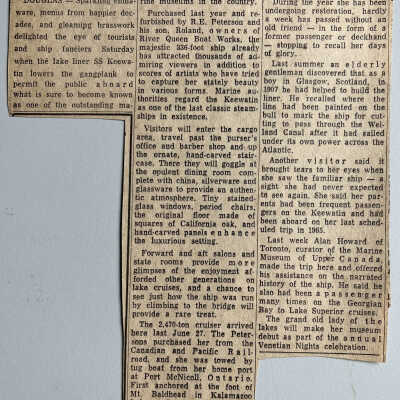 DOUGLAS — Sparkling enamel-
ware, menus from happier dec-
ades, and gleaming brasswork
delighted the eye of tourists
and ship fanciers Saturday
when the lake liner SS Keewa-
tin lowers the gangplank to
permit the public aboard
what is sure to become known
as one of the outstanding ma-
rine museums in the country.
Purchased last year and re-
furbished by R.E. Peterson and
his son, Roland, owners of
River Queen Boat Works, the
majestic 336-foot ship already
has attracted thousands of ad-
miring viewers in addition to
scores of artists who have tried
to capture her stately beauty
in various forms. Marine au-
thorities regard the Keewatin
as one of the last classic steam-
ships in existence.
Visitors will enter the cargo
area, travel past the purser's
office and barber shop and up
the ornate, hand-carved stair-
case. There they will goggle at
the opulent dining room com-
plete with china, silverware and
glassware to provide an authen-
tic atmosphere. Tiny stained-
glass windows, period chairs,
the original floor made of
squares of California oak, and
hand-carved panels enhance
the luxurious setting.
Forward and aft salons and
state rooms provide more
glimpses of the enjoyment af-
forded other generations on
lake cruises, and a chance to
see just how the ship was run
by climbing to the bridge will
provide a rare treat.
The 2,470-ton cruiser arrived
here last June 27. The Peter-
sons purchased her from the
Canadian and Pacific Rail-
road, and she was towed by
tug boat from her home port
at Port McNicoll, Ontario.
First anchored at the foot of
Mt. Baldhead in Kalamazoo
During the year she has been
undergoing restoration, hardly
a week has passed without an
old friend — in the form of a
former passenger or deckhand
— stopping to recall her days
of glory.
Last summer an elderly
gentleman discovered that as a
boy in Glasgow, Scotland, in
1907 he had helped to build the
liner. He recalled where the
line had been painted on the
bull to mark the ship for cut-
ting to pass through the Wel-
land Canal after it had sailed
under its own power across the
Atlantic.
Another visitor said it
brought tears to her eyes when
she saw the familiar ship — a
sight she had never expected
to see again. She said her par-
ents had been frequent passen-
gers on the Keewatin and had
been aboard on her last sched-
uled trip in 1965.
Last week Alan Howard of
Toronto, curator of the Marine
Museum of Upper Canada,
made the trip here and offered
his assistance on the narrated
history of the ship. He said he
also had been a passenger
many times on the Georgian
Bay to Lake Superior cruises.
The grand old lady of the
lakes will make her museum
debut as part of the annual
Venetian Nights celebration.